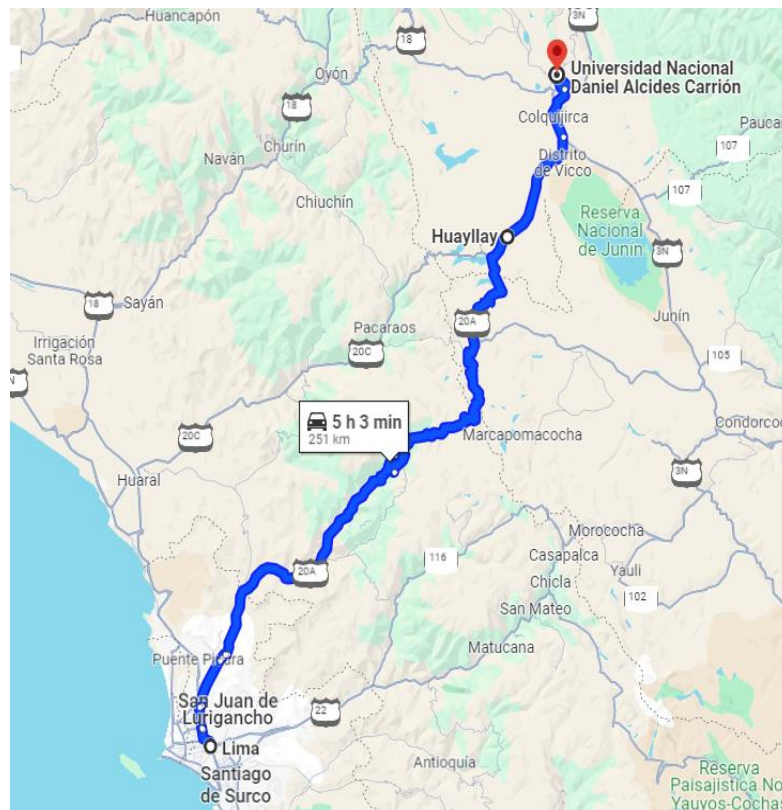 Huancapón
18
3N
Oyón
Universidad Nacional
Daniel Alcides Carrión
18
Churín
Colquijirca
Naván
107
Distrito
de Vicco
107
Chiuchín
107
Reserva
Nacional
de Junín
Huayllay
3N
18
Sayán
20A
Junín
Pacaraos
Irrigación
Santa Rosa
20C
105
5 h 3 min
251 km
20C
Marcapomacocha
Condorcoc
Huaral
3N
Morococha
116
Casapalca
20A
Yauli
Chicla
102
San Mateo
Matucana
Puente Piedra
San Juan de
Lurigancho
22
Lima
Santiago
de Surco
Antioquía
Reserva
Paisajística No
Yauyos-Cochas